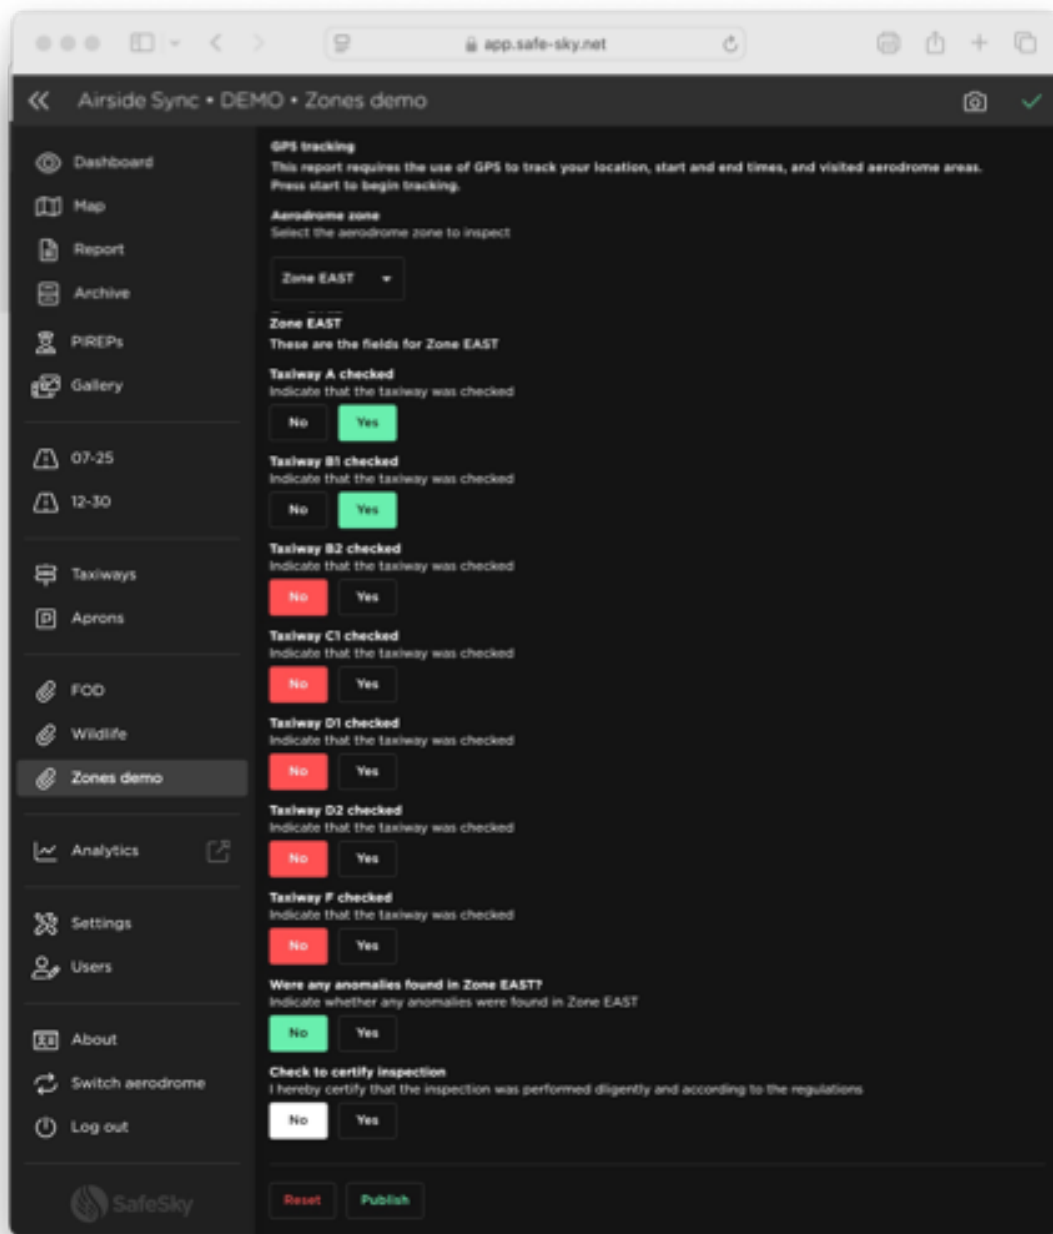 app.safe-sky.net
Airside Sync • DEMO • Zones demo
Dashboard
Map
Report
Archive
PIREPs
Gallery
07-25
12-30
Taxiways
Aprons
FOD
Wildlife
Zones demo
Analytics
Settings
Users
About
Switch aerodrome
Log out
SafeSky
GPS tracking
This report requires the use of GPS to track your location, start and end times, and visited aerodrome areas.
Press start to begin tracking.
Aerodrome zone
Select the aerodrome zone to inspect
Zone EAST
Zone EAST
These are the fields for Zone EAST
Taxiway A checked
Indicate that the taxiway was checked
No Yes
Taxiway B1 checked
Indicate that the taxiway was checked
No Yes
Taxiway B2 checked
Indicate that the taxiway was checked
No Yes
Taxiway C1 checked
Indicate that the taxiway was checked
No Yes
Taxiway D1 checked
Indicate that the taxiway was checked
No Yes
Taxiway D2 checked
Indicate that the taxiway was checked
No Yes
Taxiway F checked
Indicate that the taxiway was checked
No Yes
Were any anomalies found in Zone EAST?
Indicate whether any anomalies were found in Zone EAST
No Yes
Check to certify inspection
I hereby certify that the inspection was performed dligently and according to the regulations
No Yes
Reset Publish